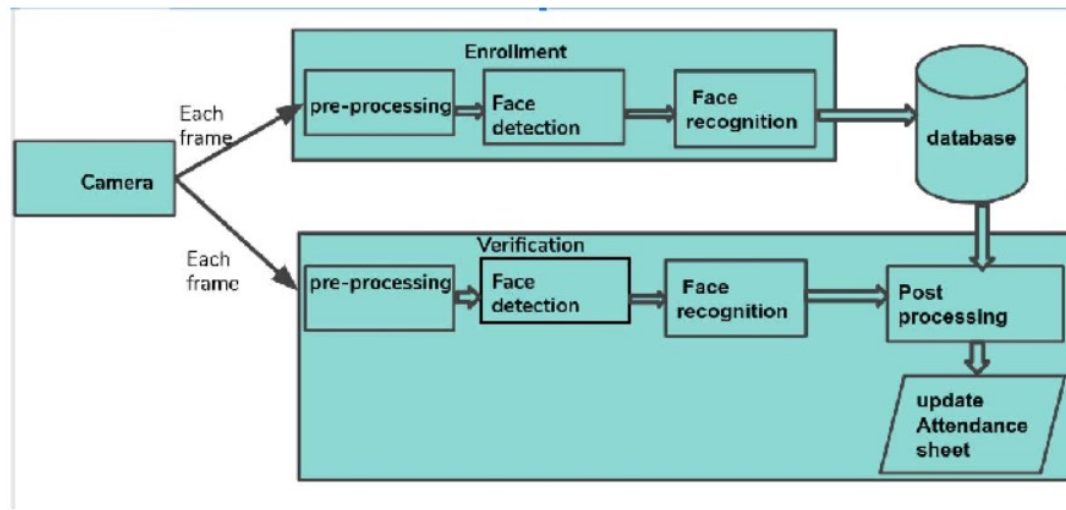 Enrollment
pre-processing
Face
detection
Face
recognition
database
Each
frame
Camera
Each
frame
Verification
pre-processing
Face
detection
Face
recognition
Post
processing
update
Attendance
sheet